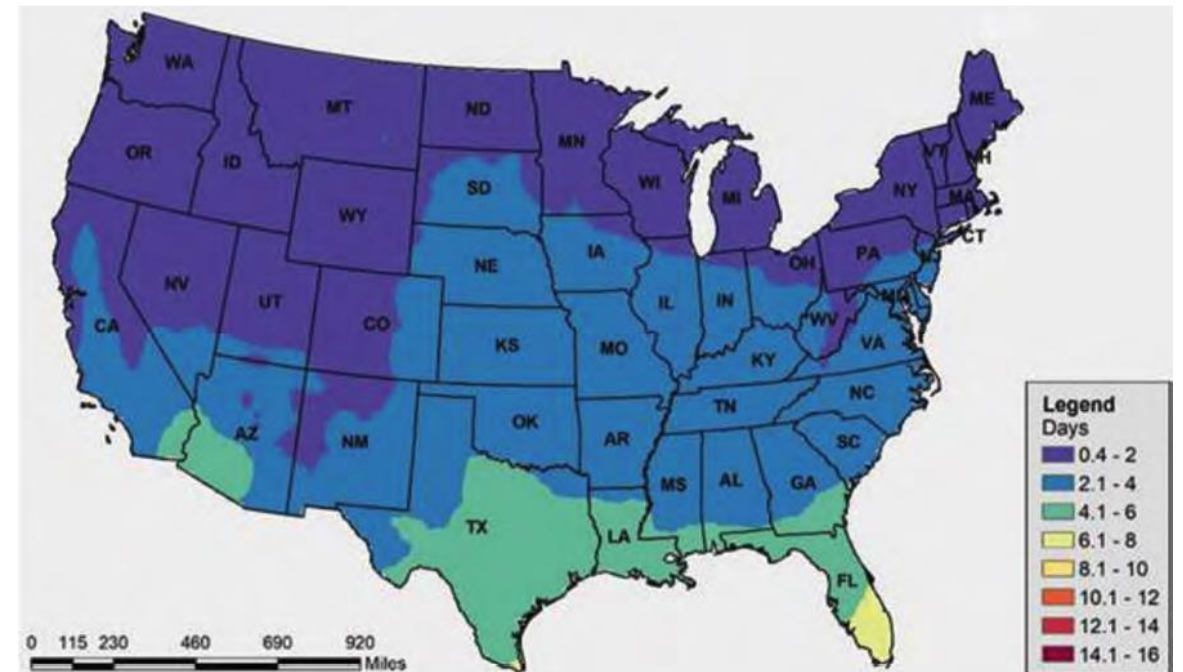 WA
MT
ND
MN
ME
OR
ID
SD
WI
MI
NY
VT
NH
MA
CT
WY
NV
UT
CO
NE
IA
IL
IN
OH
PA
NJ
CA
KS
MO
KY
WV
MD
VA
AZ
NM
OK
AR
TN
NC
SC
MS
AL
GA
TX
LA
FL
Legend
Days
0.4 - 2
2.1 - 4
4.1 - 6
6.1 - 8
8.1 - 10
10.1 - 12
12.1 - 14
14.1 - 16
0 115 230 460 690 920
Miles